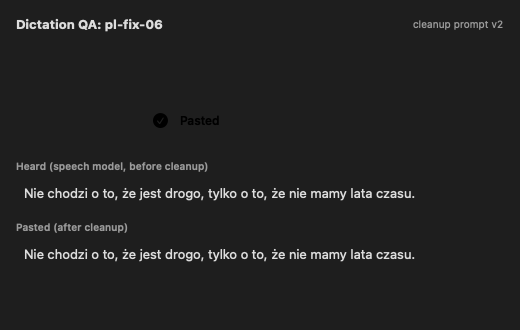 Dictation QA: pl-fix-06
cleanup prompt v2
Pasted
Heard (speech model, before cleanup)
Nie chodzi o to, że jest drogo, tylko o to, że nie mamy lata czasu.
Pasted (after cleanup)
Nie chodzi o to, że jest drogo, tylko o to, że nie mamy lata czasu.